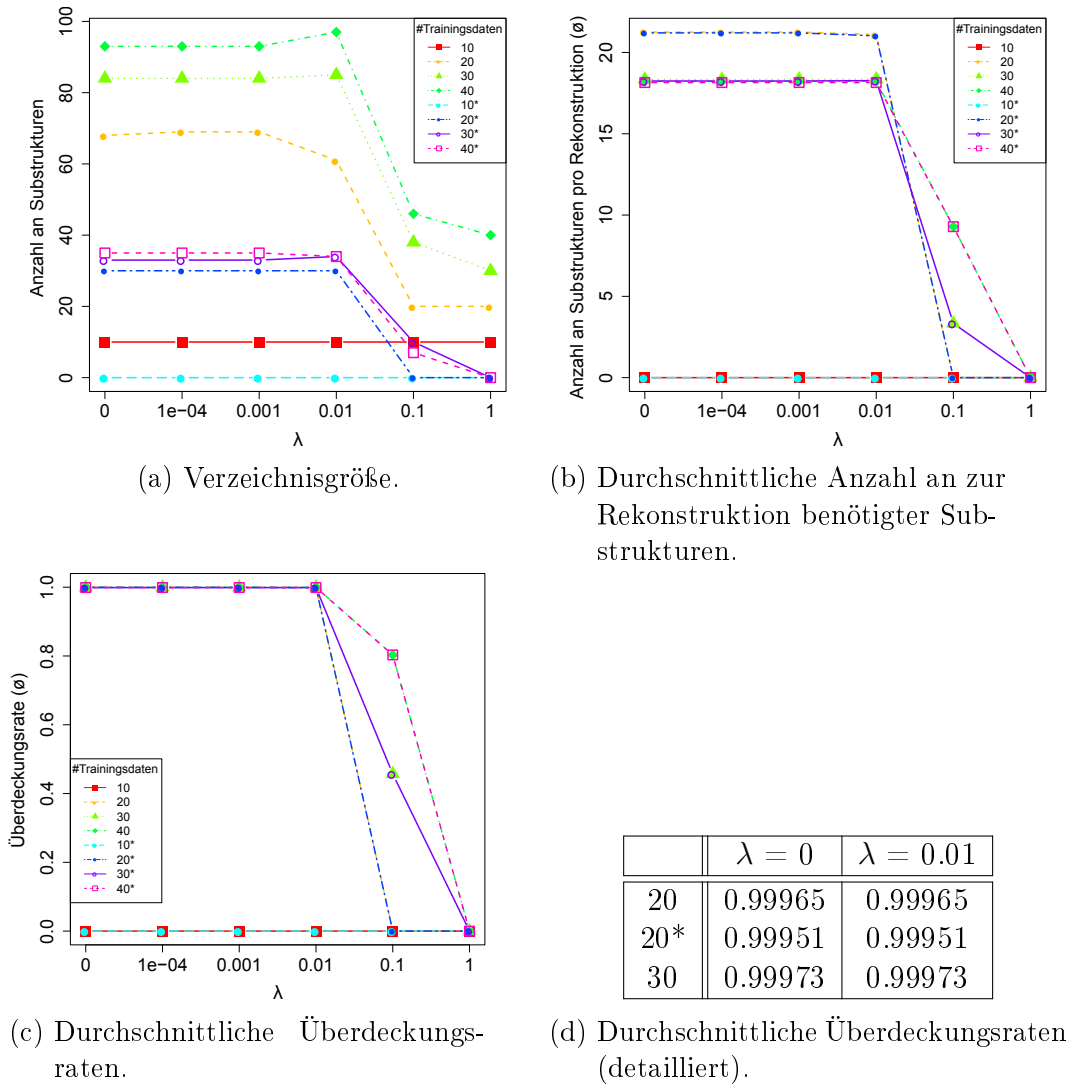 Anzahl an Substrukturen
100
80
60
40
20
0
0 1e−04 0.001 0.01 0.1 1
λ
#Trainingsdaten
10
20
30
40
10*
20*
30*
40*
(a) Verzeichnisgröße.
Anzahl an Substrukturen pro Rekonstruktion (ø)
20
15
10
5
0
0 1e−04 0.001 0.01 0.1 1
λ
#Trainingsdaten
10
20
30
40
10*
20*
30*
40*
(b) Durchschnittliche Anzahl an zur
Rekonstruktion benötigter Sub-
strukturen.
Überdeckungsrate (ø)
1.0
0.8
0.6
0.4
0.2
0.0
0 1e−04 0.001 0.01 0.1 1
λ
#Trainingsdaten
10
20
30
40
10*
20*
30*
40*
(c) Durchschnittliche Überdeckungs-
raten.
λ = 0 λ = 0.01
20 0.99965 0.99965
20* 0.99951 0.99951
30 0.99973 0.99973
(d) Durchschnittliche Überdeckungsraten
(detailliert).